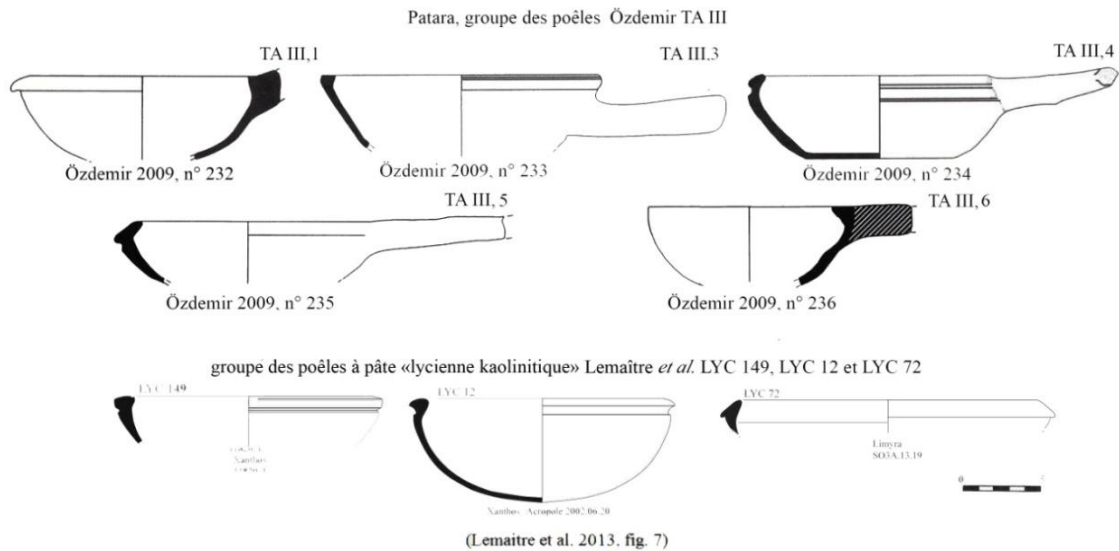 Patara, groupe des poêles Özdemir TA III
TA III,1
TA III.3
TA III,4
Özdemir 2009, n° 232
Özdemir 2009, n° 233
Özdemir 2009, n° 234
TA III, 5
TA III, 6
Özdemir 2009, n° 235
Özdemir 2009, n° 236
groupe des poêles à pâte «lycienne kaolinitique» Lemaître et al. LYC 149, LYC 12 et LYC 72
LYC 149
LYC 12
LYC 72
Xanthos
Limyra
SO3A.13.19
0
5
Xanthos Acropole 2002.06.20
(Lemaitre et al. 2013. fig. 7)